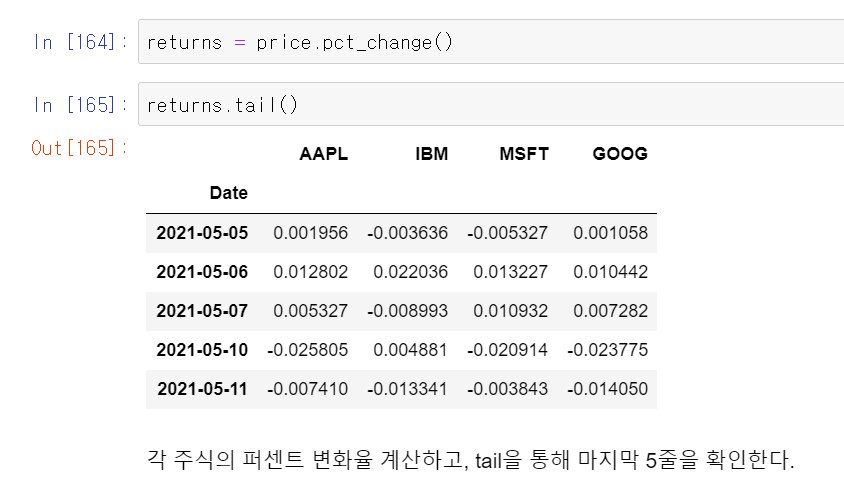 In [164]: returns = price.pct_change()
In [165]: returns.tail()
Out[165]:
AAPL IBM MSFT GOOG
Date
2021-05-05 0.001956 -0.003636 -0.005327 0.001058
2021-05-06 0.012802 0.022036 0.013227 0.010442
2021-05-07 0.005327 -0.008993 0.010932 0.007282
2021-05-10 -0.025805 0.004881 -0.020914 -0.023775
2021-05-11 -0.007410 -0.013341 -0.003843 -0.014050
각 주식의 퍼센트 변화율 계산하고, tail을 통해 마지막 5줄을 확인한다.